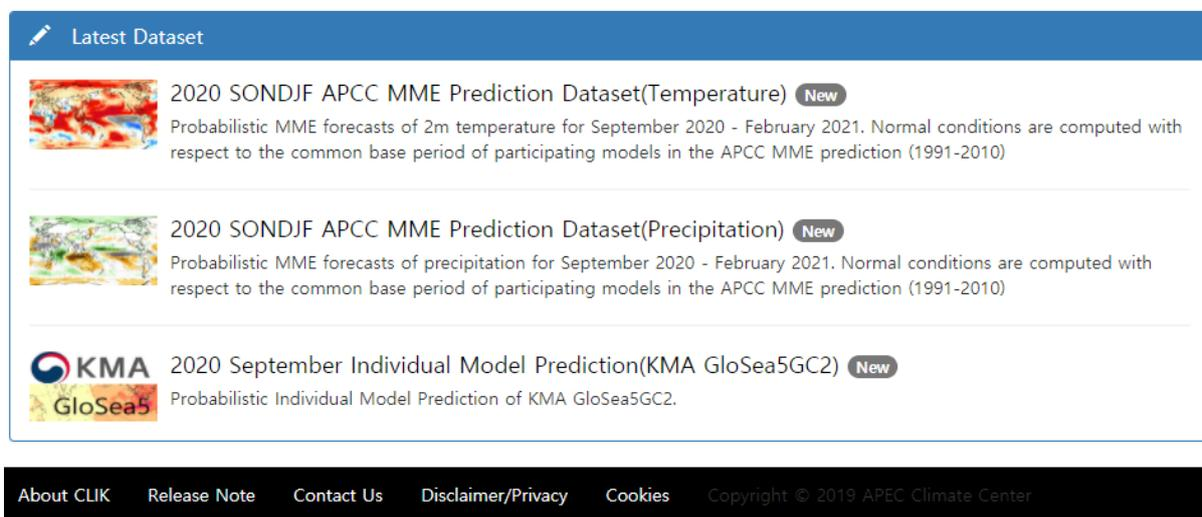 Latest Dataset
2020 SONDJF APCC MME Prediction Dataset(Temperature) New
Probabilistic MME forecasts of 2m temperature for September 2020 - February 2021. Normal conditions are computed with
respect to the common base period of participating models in the APCC MME prediction (1991-2010)
2020 SONDJF APCC MME Prediction Dataset(Precipitation) New
Probabilistic MME forecasts of precipitation for September 2020 - February 2021. Normal conditions are computed with
respect to the common base period of participating models in the APCC MME prediction (1991-2010)
KMA
GloSea5
2020 September Individual Model Prediction(KMA GloSea5GC2) New
Probabilistic Individual Model Prediction of KMA GloSea5GC2.
About CLIK Release Note Contact Us Disclaimer/Privacy Cookies Copyright © 2019 APEC Climate Center